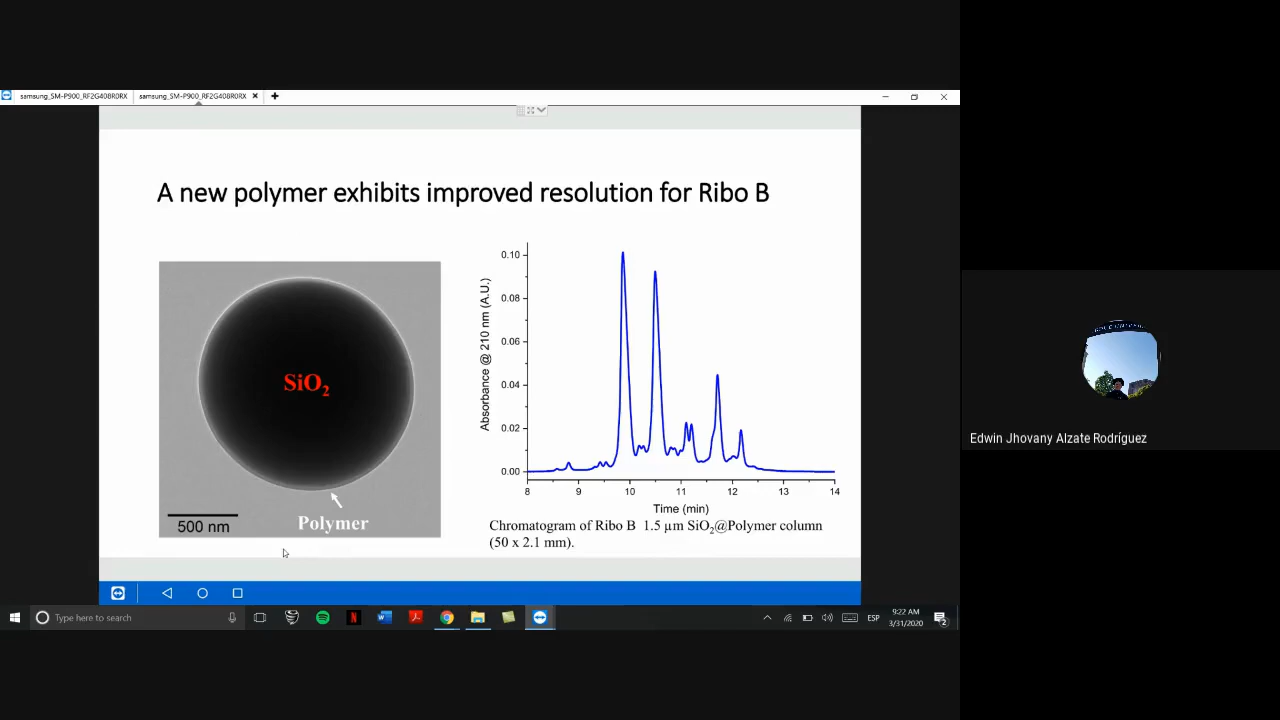 samsung_SM-P900_RF2G408R0RX
samsung_SM-P900_RF2G408R0RX
A new polymer exhibits improved resolution for Ribo B
SiO₂
Polymer
500 nm
Absorbance @ 210 nm (A.U.)
0.10
0.08
0.06
0.04
0.02
0.00
8 9 10 11 12 13 14
Time (min)
Chromatogram of Ribo B 1.5 μm SiO₂@Polymer column
(50 x 2.1 mm).
Edwin Jhovany Alzate Rodríguez
Type here to search
ESP
9:22 AM
3/31/2020
2